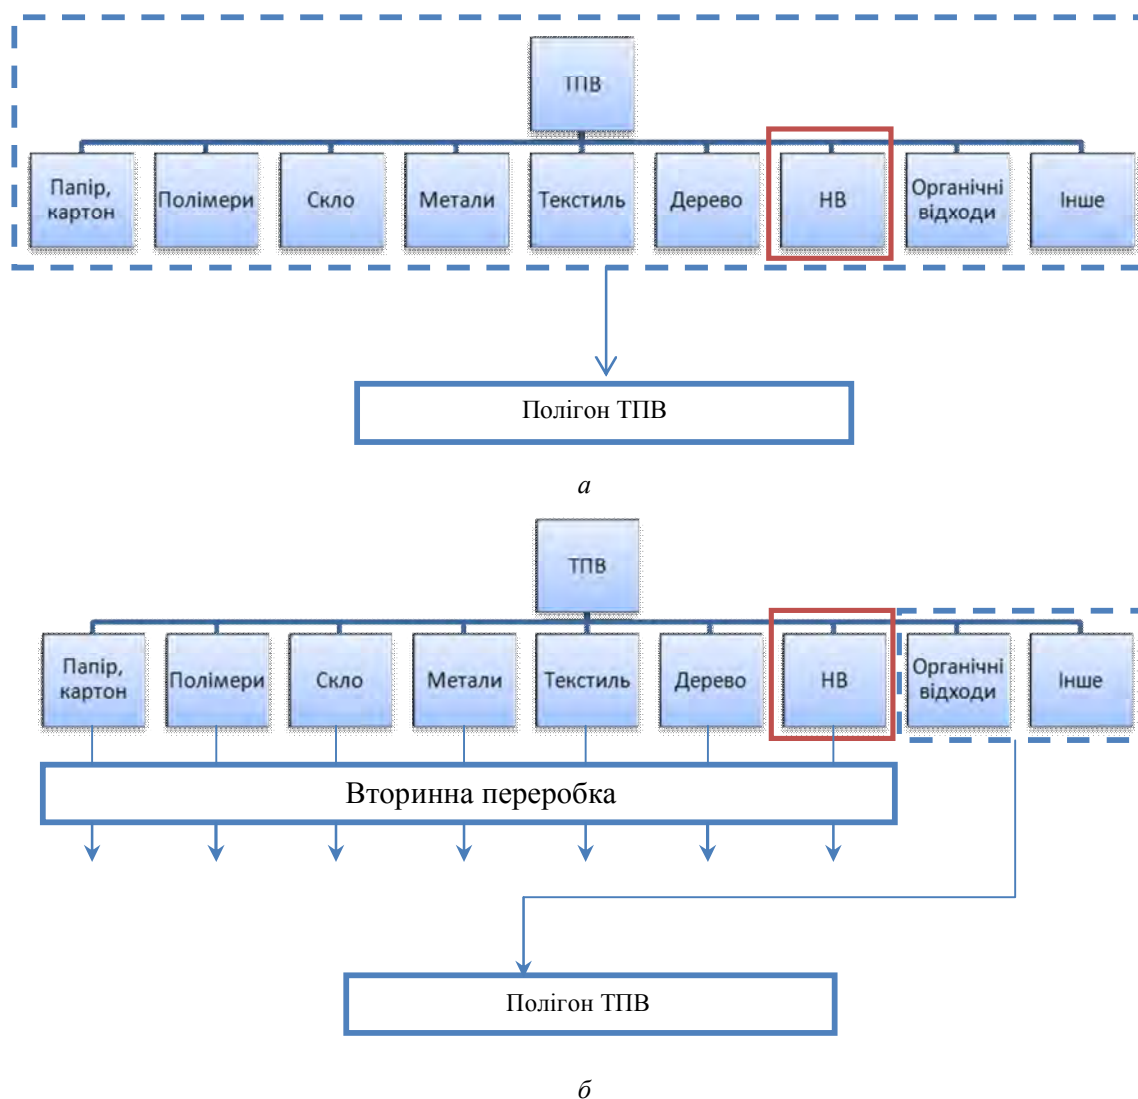 ТПВ
Папір,
картон
Полімери
Скло
Метали
Текстиль
Дерево
НВ
Органічні
відходи
Інше
Полігон ТПВ
а
ТПВ
Папір,
картон
Полімери
Скло
Метали
Текстиль
Дерево
НВ
Органічні
відходи
Інше
Вторинна переробка
Полігон ТПВ
б